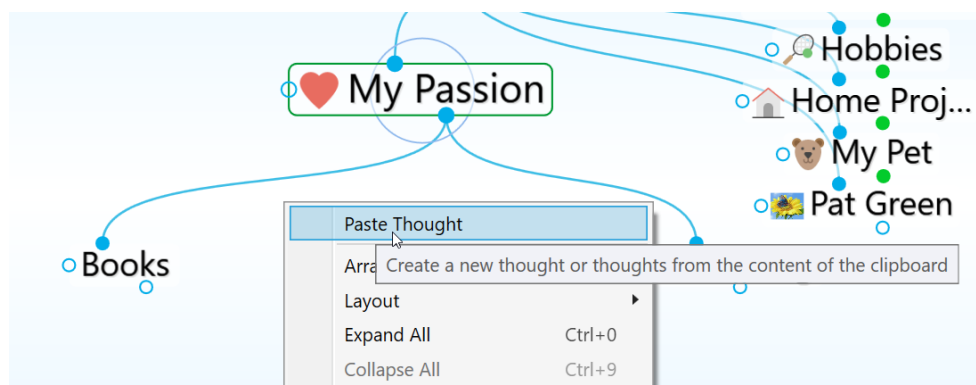 Hobbies
My Passion
Home Proj...
My Pet
Pat Green
Paste Thought
Books
Arra
Create a new thought or thoughts from the content of the clipboard
Layout
Expand All Ctrl+0
Collapse All Ctrl+9